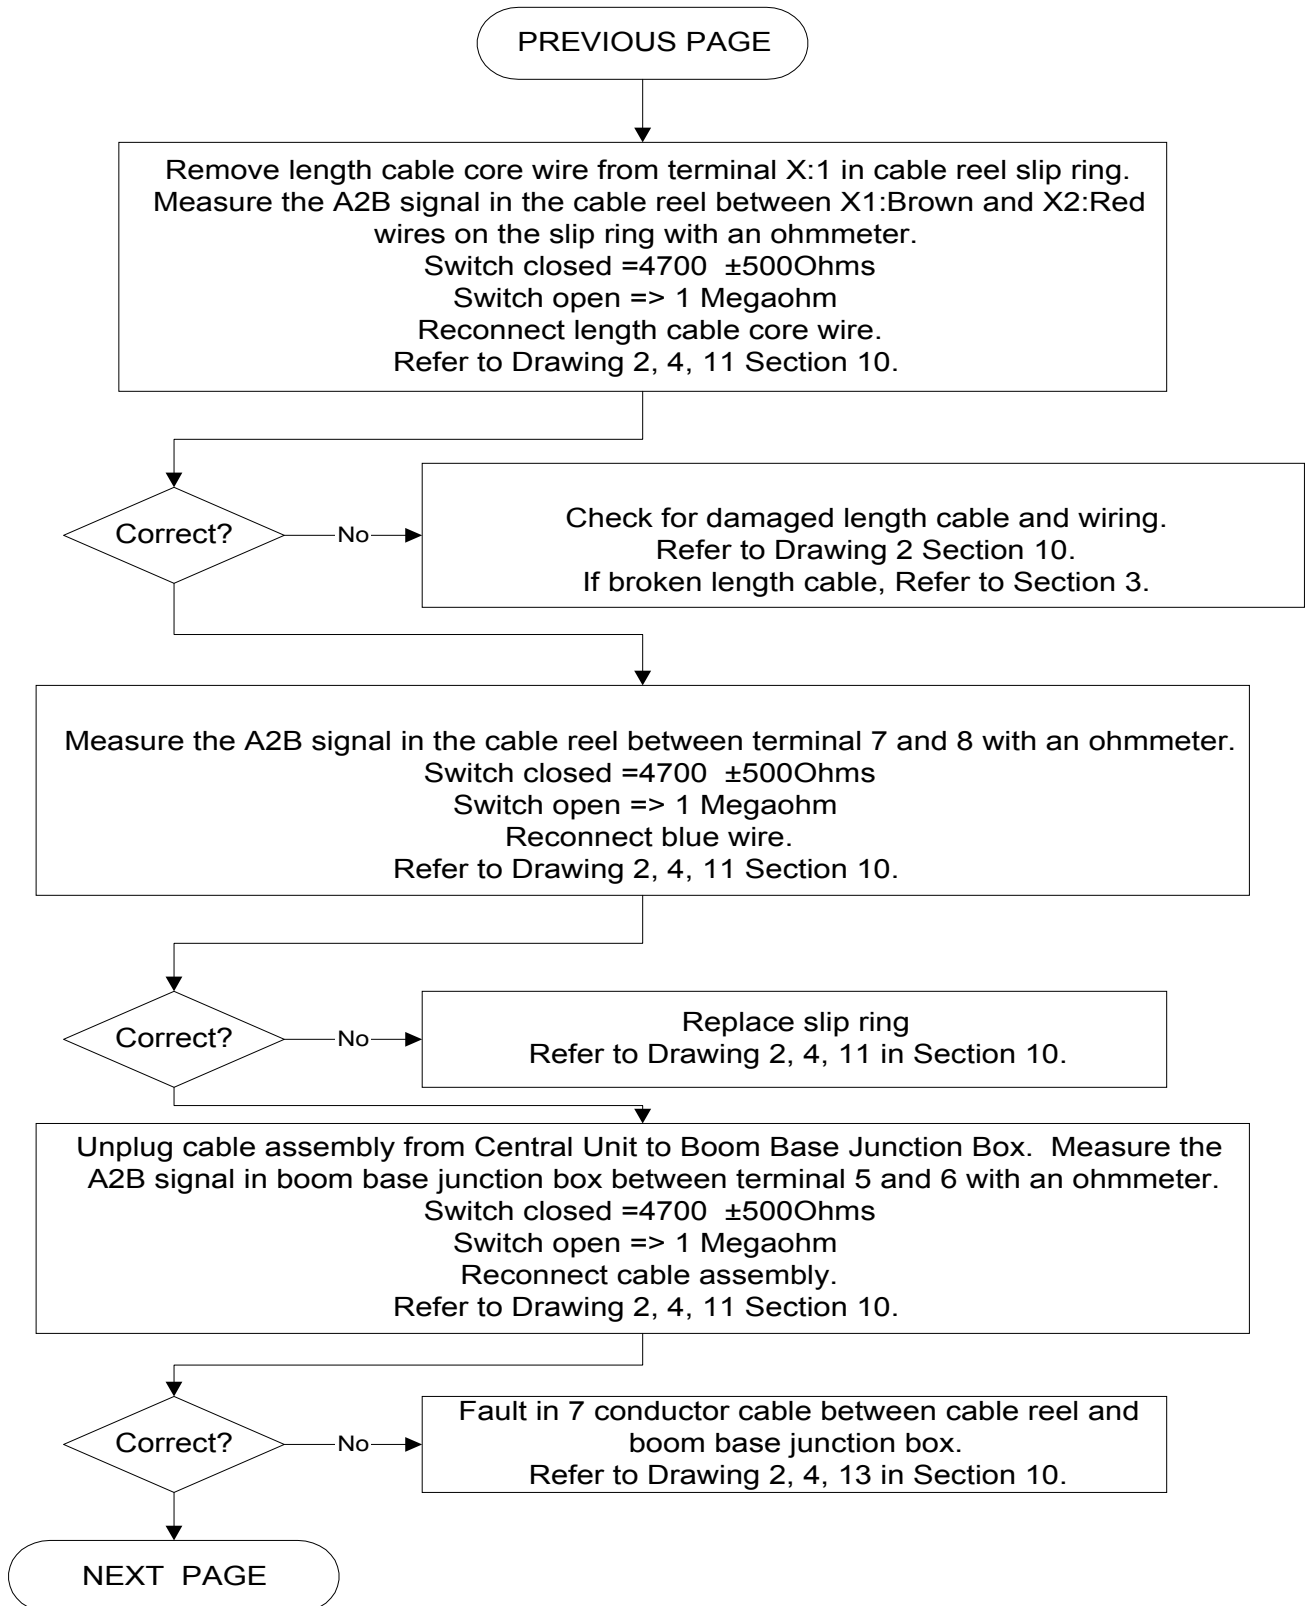 PREVIOUS PAGE
Remove length cable core wire from terminal X:1 in cable reel slip ring.
Measure the A2B signal in the cable reel between X1:Brown and X2:Red
wires on the slip ring with an ohmmeter.
Switch closed =4700 ±500Ohms
Switch open => 1 Megaohm
Reconnect length cable core wire.
Refer to Drawing 2, 4, 11 Section 10.
Correct?
No
Check for damaged length cable and wiring.
Refer to Drawing 2 Section 10.
If broken length cable, Refer to Section 3.
Measure the A2B signal in the cable reel between terminal 7 and 8 with an ohmmeter.
Switch closed =4700 ±500Ohms
Switch open => 1 Megaohm
Reconnect blue wire.
Refer to Drawing 2, 4, 11 Section 10.
Correct?
No
Replace slip ring
Refer to Drawing 2, 4, 11 in Section 10.
Unplug cable assembly from Central Unit to Boom Base Junction Box. Measure the
A2B signal in boom base junction box between terminal 5 and 6 with an ohmmeter.
Switch closed =4700 ±500Ohms
Switch open => 1 Megaohm
Reconnect cable assembly.
Refer to Drawing 2, 4, 11 Section 10.
Correct?
No
Fault in 7 conductor cable between cable reel and
boom base junction box.
Refer to Drawing 2, 4, 13 in Section 10.
NEXT PAGE